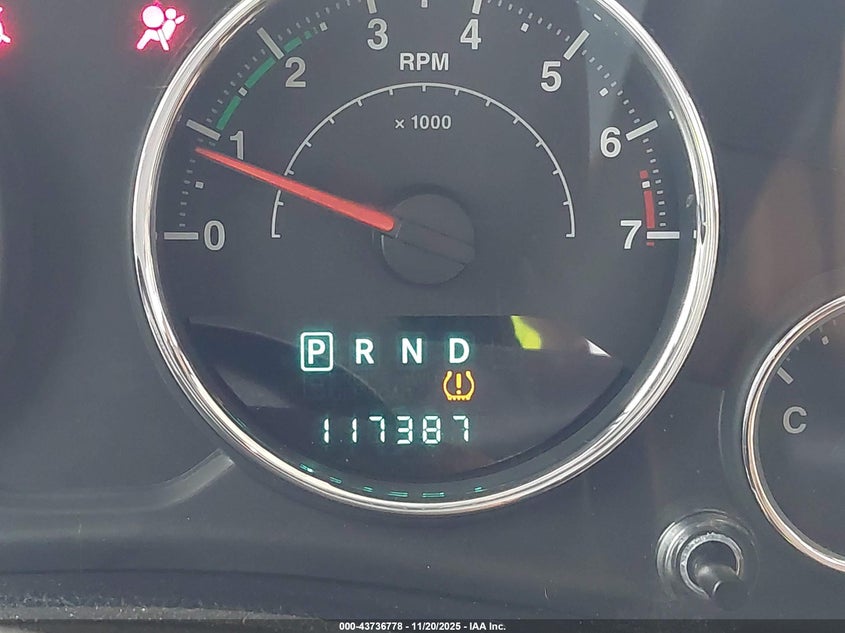 3 4
2 RPM 5
1 × 1000 6
0 7
P R N D
117387
C
000-43736778 - 11/20/2025 - IAA Inc.